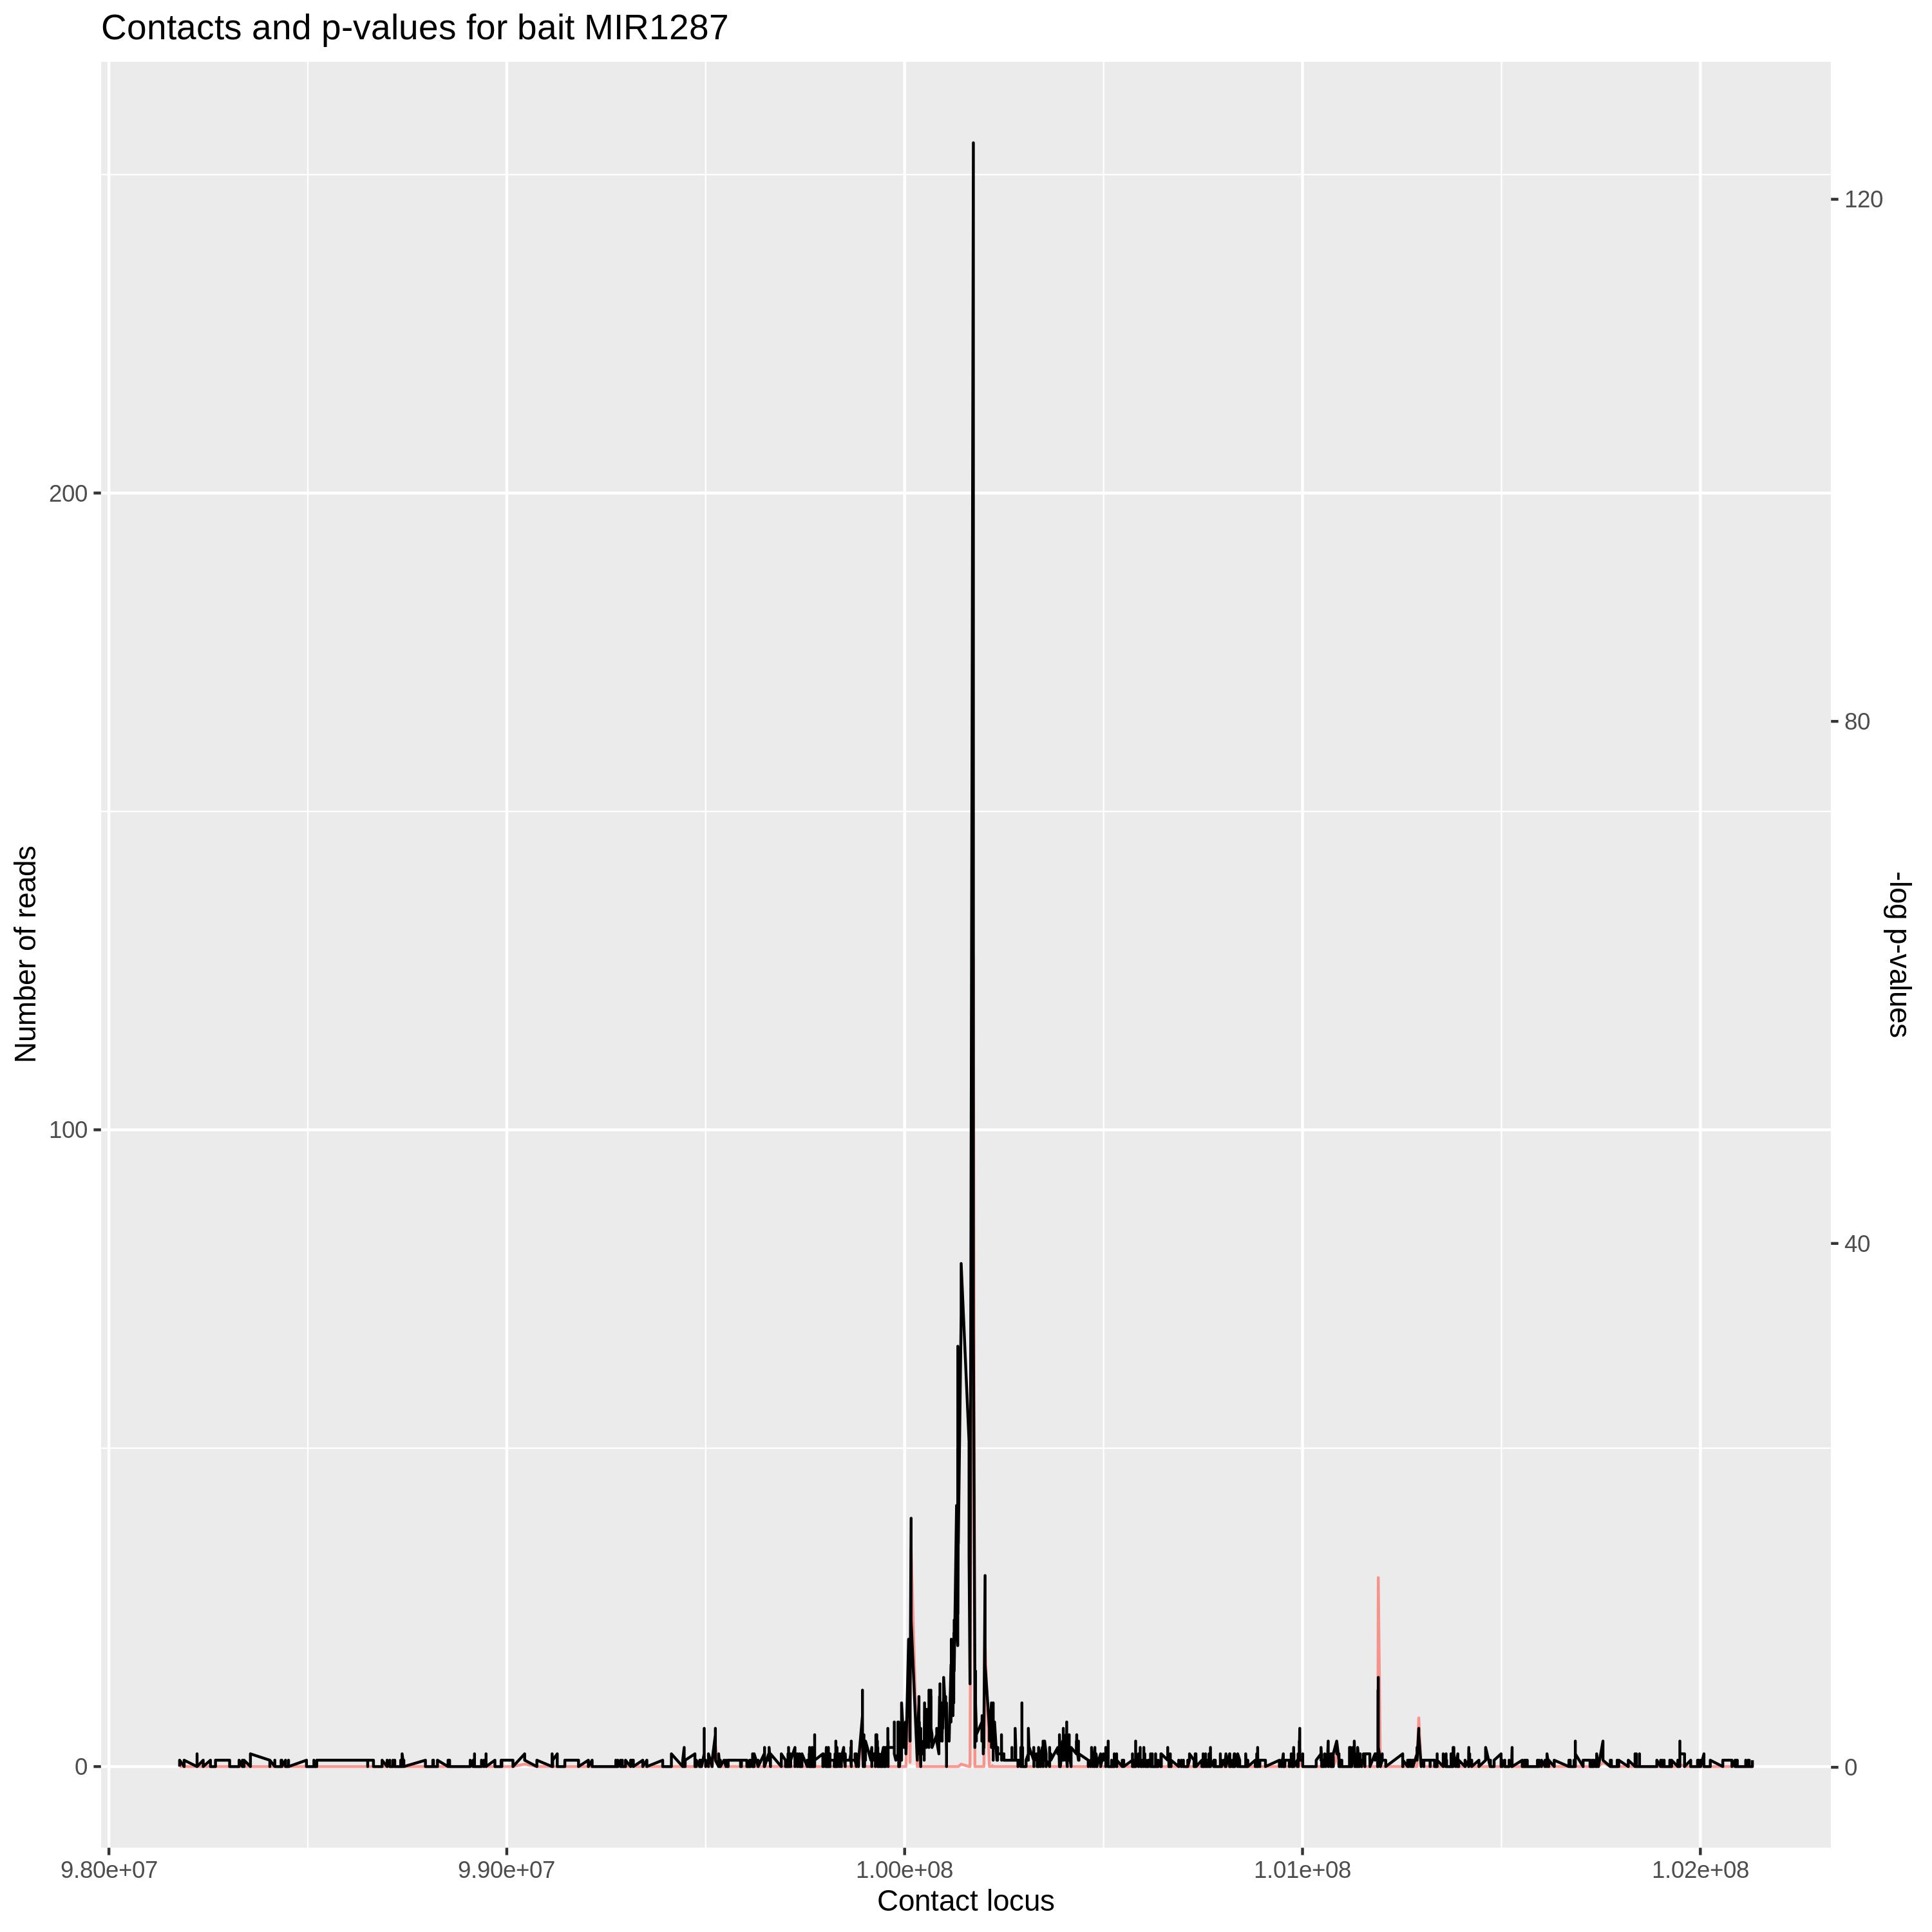 Contacts and p-values for bait MIR1287
Number of reads
200
100
0
120
80
40
0
-log p-values
9.80e+07
9.90e+07
1.00e+08
1.01e+08
1.02e+08
Contact locus